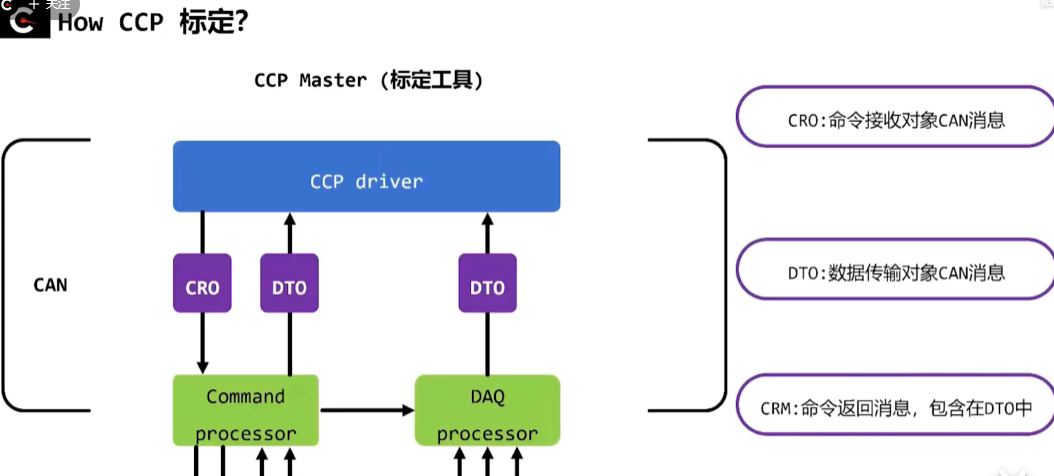 + 关注
How CCP 标定?
CCP Master (标定工具)
CRO:命令接收对象CAN消息
CCP driver
CAN
CRO
DTO
DTO
DTO:数据传输对象CAN消息
Command
processor
DAQ
processor
CRM:命令返回消息，包含在DTO中